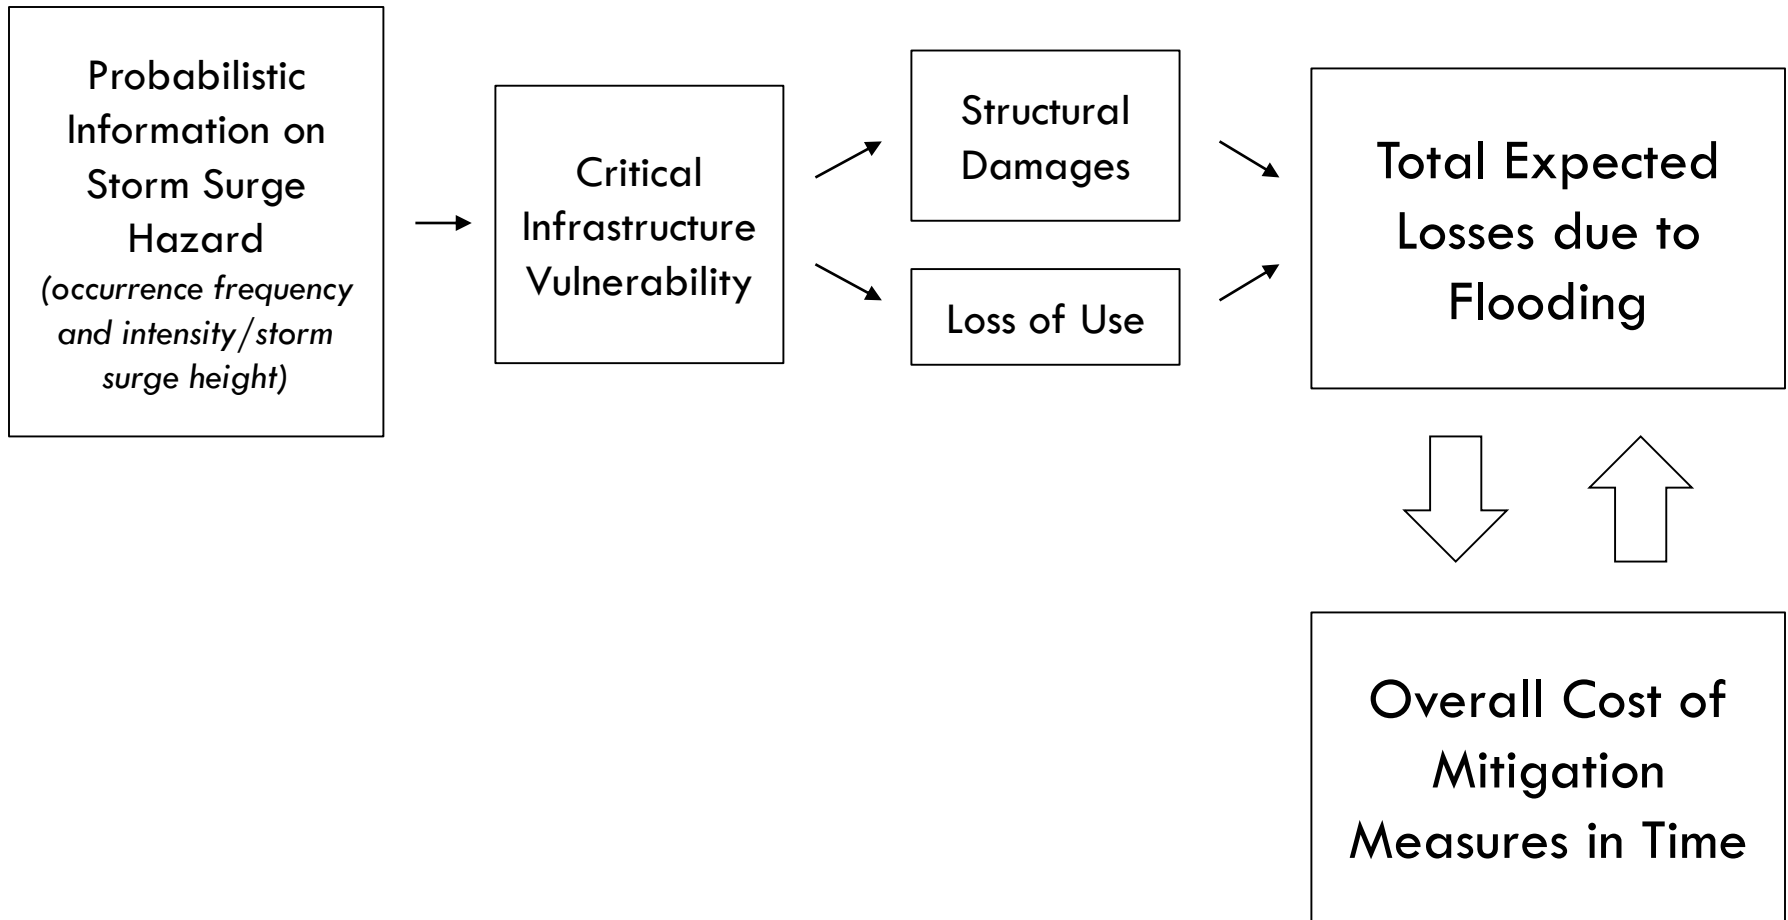 Probabilistic
Information on
Storm Surge
Hazard
(occurrence frequency
and intensity/storm
surge height)
Critical
Infrastructure
Vulnerability
Structural
Damages
Loss of Use
Total Expected
Losses due to
Flooding
Overall Cost of
Mitigation
Measures in Time